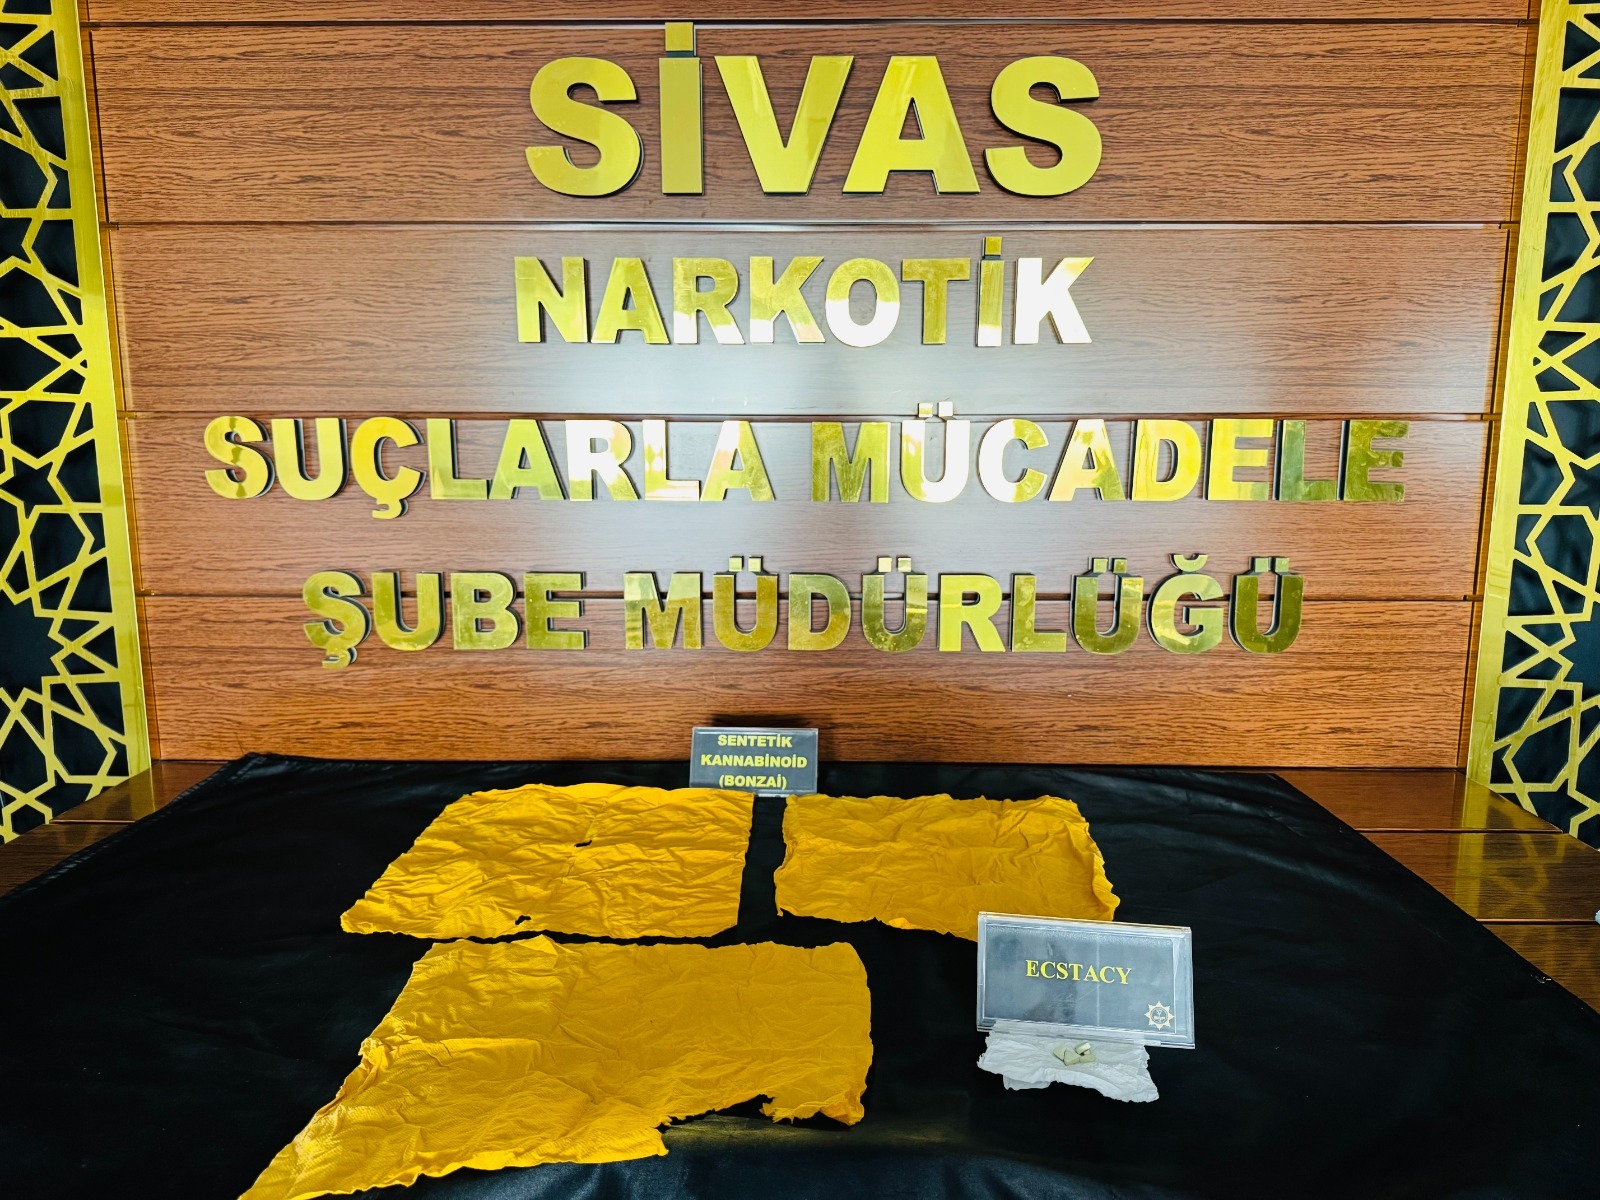 SİVAS
NARKOTİK
SUÇLARLA MÜCADELE
ŞUBE MÜDÜRLÜĞÜ
SENTETİK
KANNABİNOİD
(BONZAİ)
ECSTACY